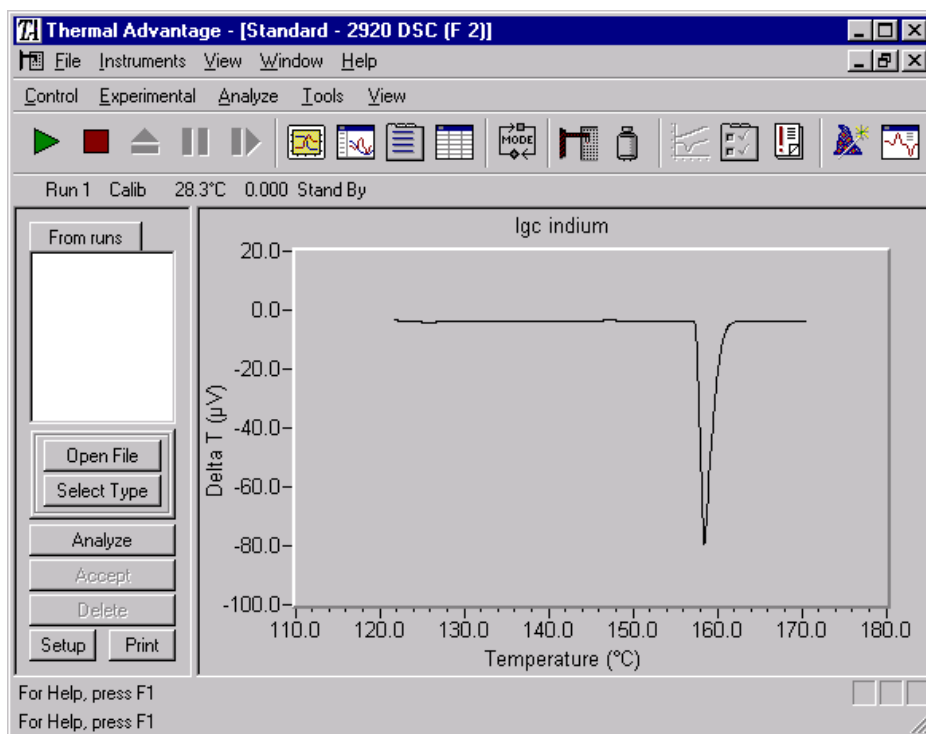 TA Thermal Advantage - [Standard - 2920 DSC (F 2)]
File Instruments View Window Help
Control Experimental Analyze Tools View
MODE
Run 1 Calib 28.3°C 0.000 Stand By
From runs
Open File
Select Type
Analyze
Accept
Delete
Setup Print
lgc indium
20.0
0.0
-20.0
-40.0
-60.0
-80.0
-100.0
Delta T (µV)
110.0 120.0 130.0 140.0 150.0 160.0 170.0 180.0
Temperature (°C)
For Help, press F1
For Help, press F1